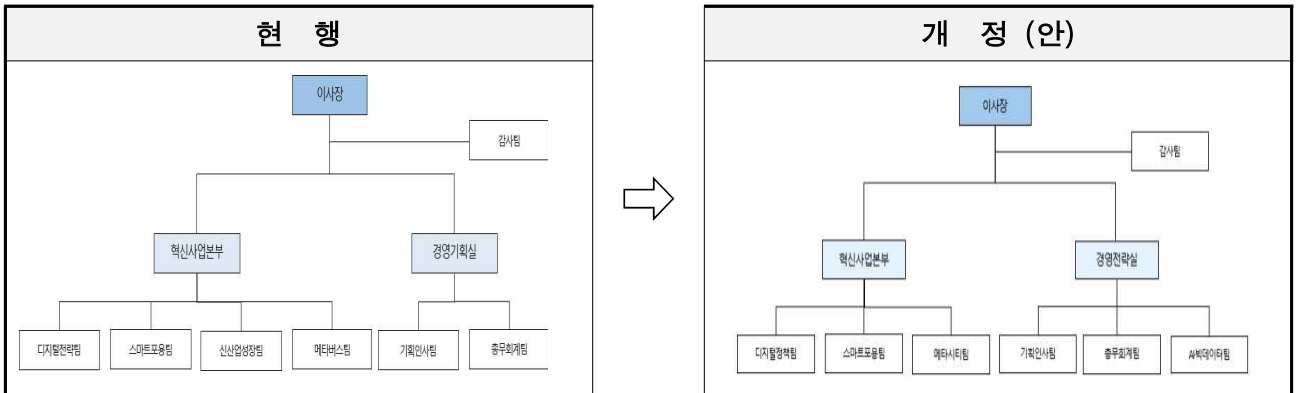 현 행
이사장
감사팀
혁신사업본부
경영기획실
디지털전략팀
스마트포용팀
신산업성장팀
메타버스팀
기획인사팀
총무회계팀
개 정 (안)
이사장
감사팀
혁신사업본부
경영전략실
디지털정책팀
스마트포용팀
메타시티팀
기획인사팀
총무회계팀
AI빅데이터팀